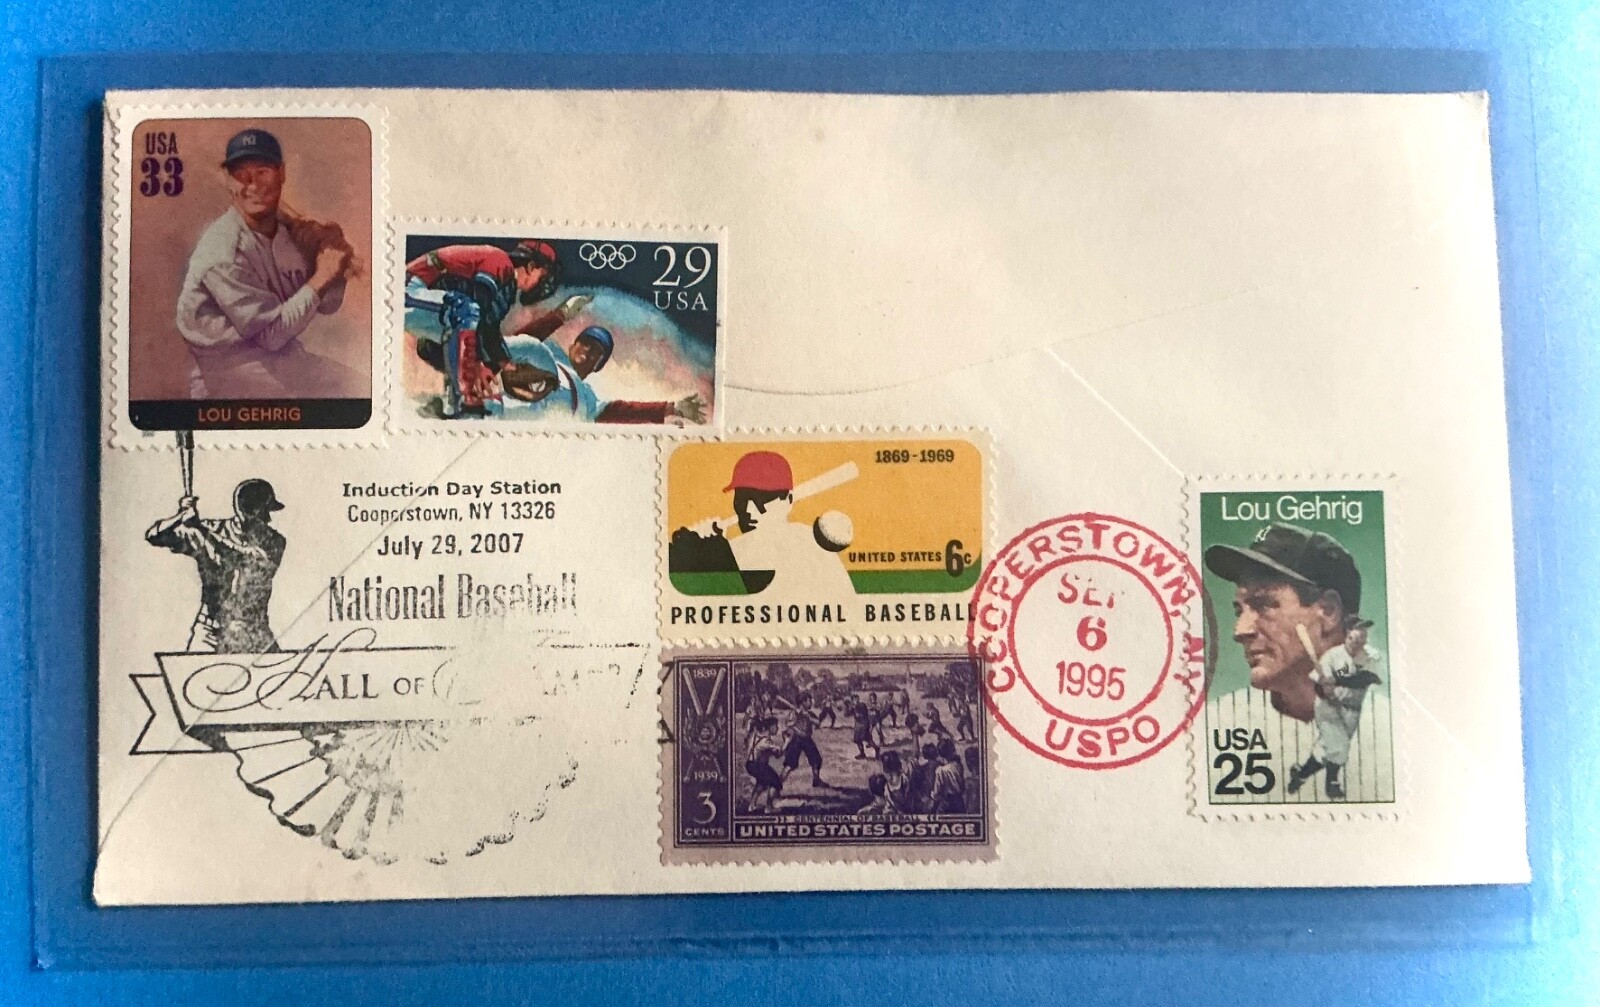 USA
33
LOU GEHRIG
29
USA
Induction Day Station
Cooperstown, NY 13326
July 29, 2007
National Baseball
HALL OF
1869-1969
UNITED STATES 6c
PROFESSIONAL BASEBALL
1839
1939
3
CENTS
CENTENNIAL OF BASEBALL
UNITED STATES POSTAGE
COOPERSTOWN, NY
SEP
6
1995
USPO
Lou Gehrig
USA
25